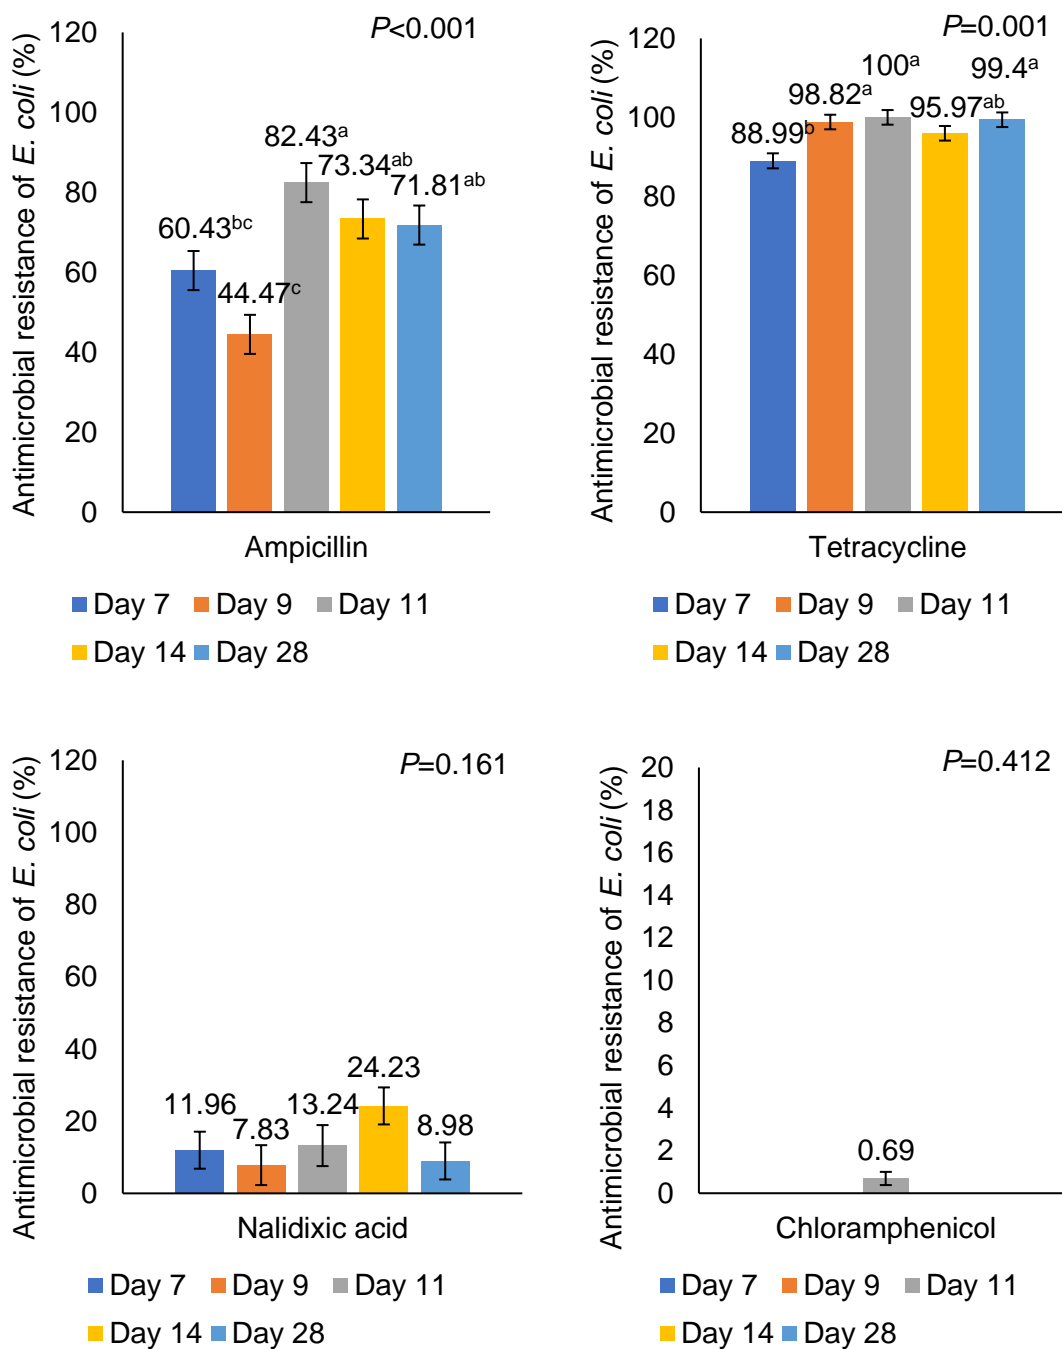 P<0.001
Antimicrobial resistance of E. coli (%)
120
100
80
60
40
20
0
60.43bc
44.47c
82.43a
73.34ab
71.81ab
Ampicillin
Day 7 Day 9 Day 11
Day 14 Day 28
P=0.001
Antimicrobial resistance of E. coli (%)
120
100
80
60
40
20
0
88.99b
98.82a
100a
95.97ab
99.4a
Tetracycline
Day 7 Day 9 Day 11
Day 14 Day 28
P=0.161
Antimicrobial resistance of E. coli (%)
120
100
80
60
40
20
0
11.96
7.83
13.24
24.23
8.98
Nalidixic acid
Day 7 Day 9 Day 11
Day 14 Day 28
P=0.412
Antimicrobial resistance of E. coli (%)
20
18
16
14
12
10
8
6
4
2
0
0.69
Chloramphenicol
Day 7 Day 9 Day 11
Day 14 Day 28